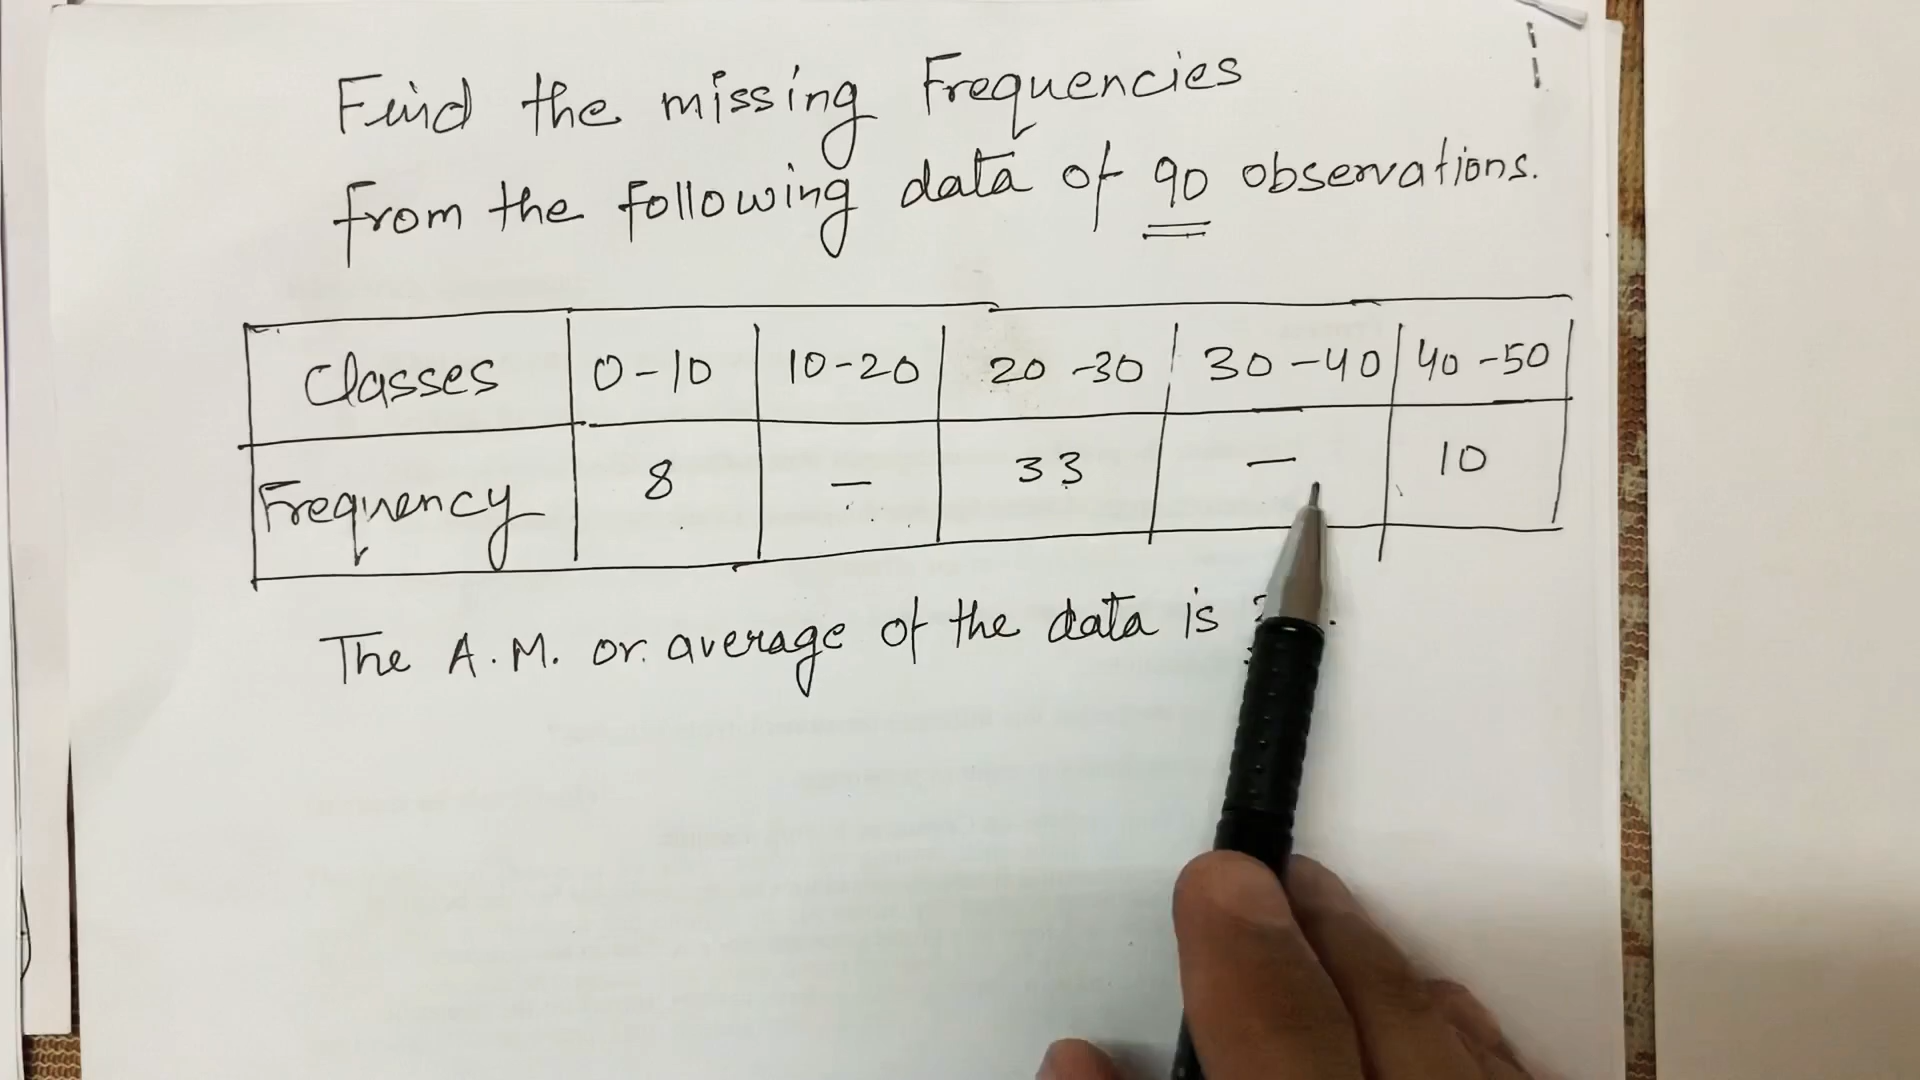 Find the missing Frequencies
from the following data of 90 observations.
Classes 0-10 10-20 20-30 30-40 40-50
Frequency 8 — 33 — 10
The A.M. or average of the data is